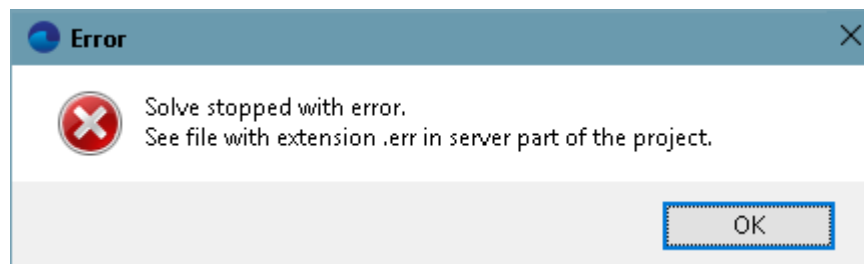 Error
Solve stopped with error.
See file with extension .err in server part of the project.
OK